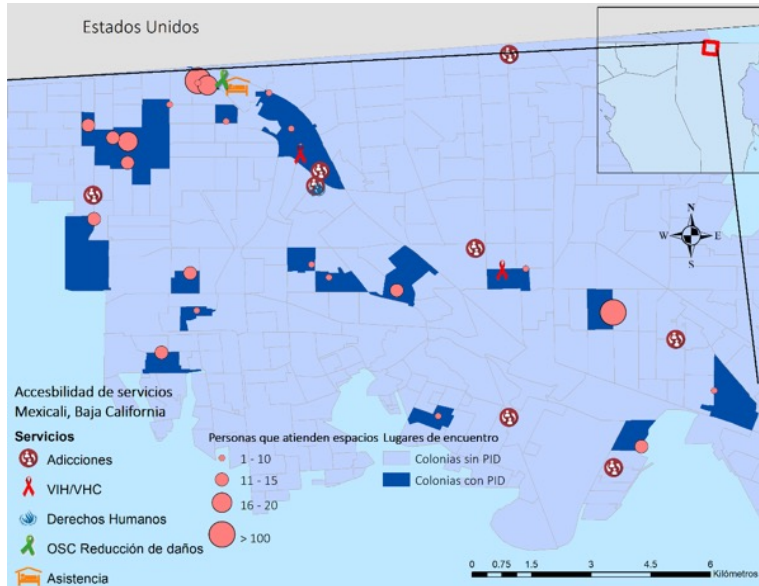 Estados Unidos
N
W
E
S
Accesbilidad de servicios
Mexicali, Baja California
Servicios
Adicciones
VIH/VHC
Derechos Humanos
OSC Reducción de daños
Asistencia
Personas que atienden espacios
1 - 10
11 - 15
16 - 20
> 100
Lugares de encuentro
Colonias sin PID
Colonias con PID
0 0.75 1.5 3 4.5 6
Kilómetros